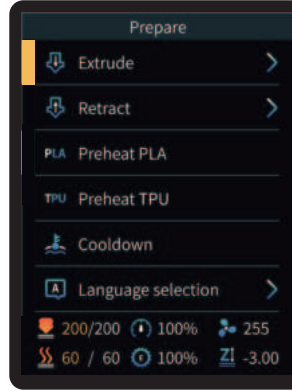 Prepare
Extrude
Retract
PLA Preheat PLA
TPU Preheat TPU
Cooldown
A Language selection
200/200 100% 255
60 / 60 C 100% Z -3.00